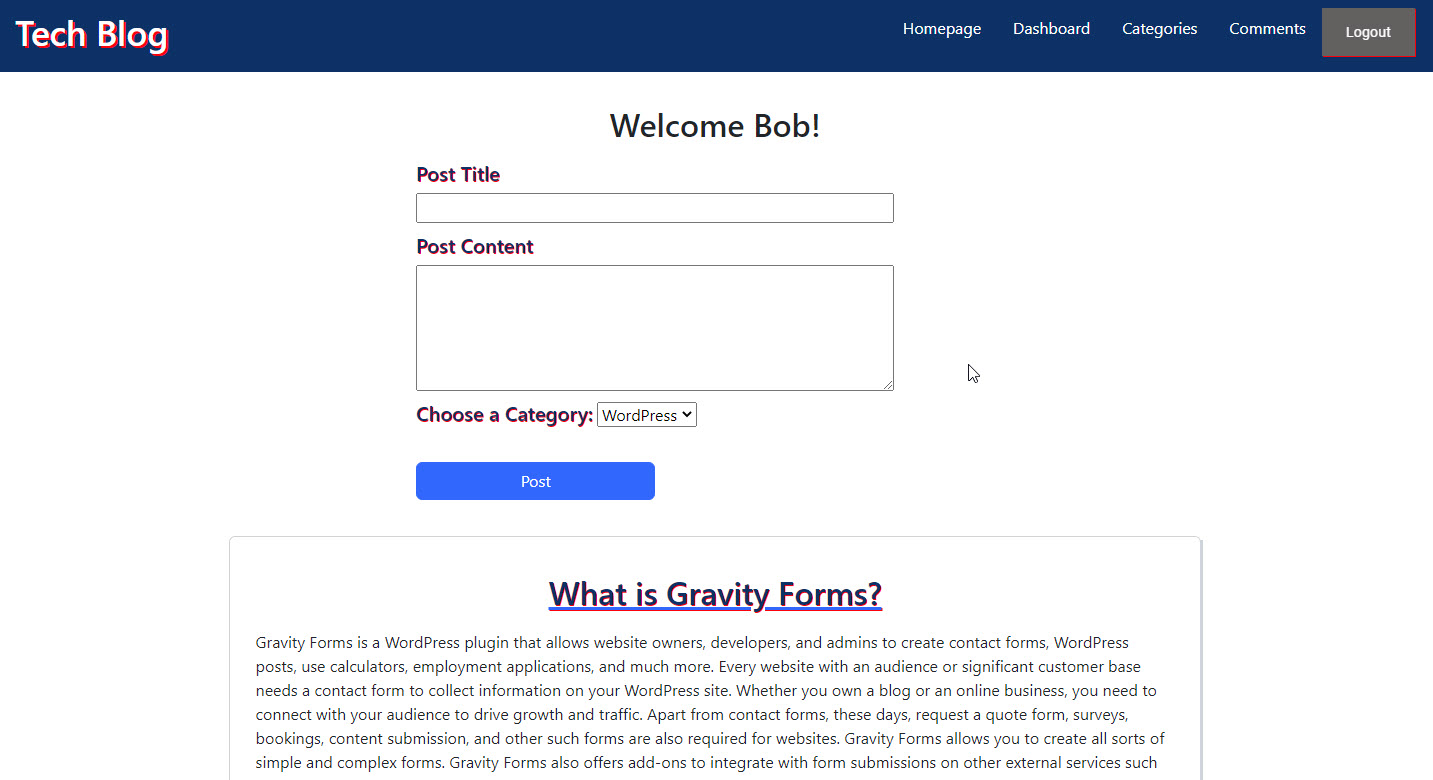 Tech Blog
Homepage Dashboard Categories Comments Logout
Welcome Bob!
Post Title
Post Content
Choose a Category: WordPress
Post
What is Gravity Forms?
Gravity Forms is a WordPress plugin that allows website owners, developers, and admins to create contact forms, WordPress
posts, use calculators, employment applications, and much more. Every website with an audience or significant customer base
needs a contact form to collect information on your WordPress site. Whether you own a blog or an online business, you need to
connect with your audience to drive growth and traffic. Apart from contact forms, these days, request a quote form, surveys,
bookings, content submission, and other such forms are also required for websites. Gravity Forms allows you to create all sorts of
simple and complex forms. Gravity Forms also offers add-ons to integrate with form submissions on other external services such